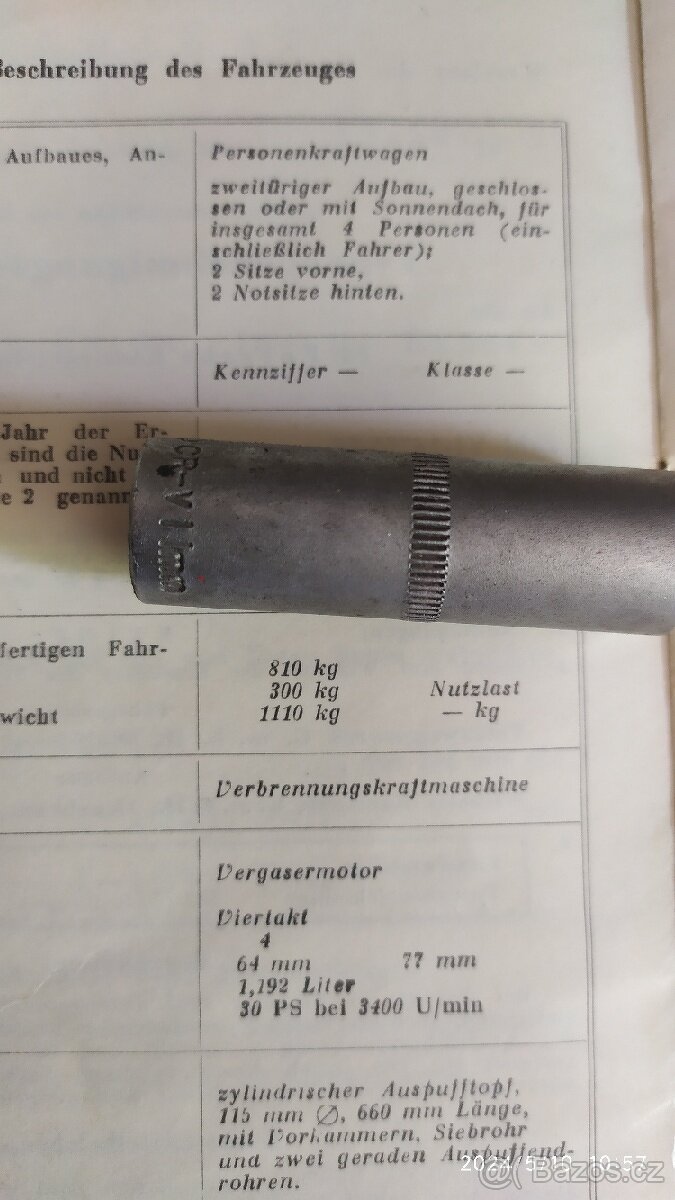 Beschreibung des Fahrzeuges
Aufbaues, An-
Personenkraftwagen
zweitüriger Aufbau, geschlos-
sen oder mit Sonnendach, für
insgesamt 4 Personen (ein-
schließlich Fahrer);
2 Sitze vorne,
2 Notsitze hinten.
Kennziffer — Klasse —
Jahr der Er-
sind die Nu
und nicht
e 2 genann
CR-V 11mm
fertigen Fahr-
wicht
810 kg
300 kg Nutzlast
1110 kg — kg
Verbrennungskraftmaschine
Vergasermotor
Viertakt
4
64 mm 77 mm
1,192 Liter
30 PS bei 3400 U/min
zylindrischer Auspufftopf,
115 mm ∅, 660 mm Länge,
mit Vorkammern, Siebrohr
und zwei geraden Auspuffend-
rohren.
10:57
Bazos.cz